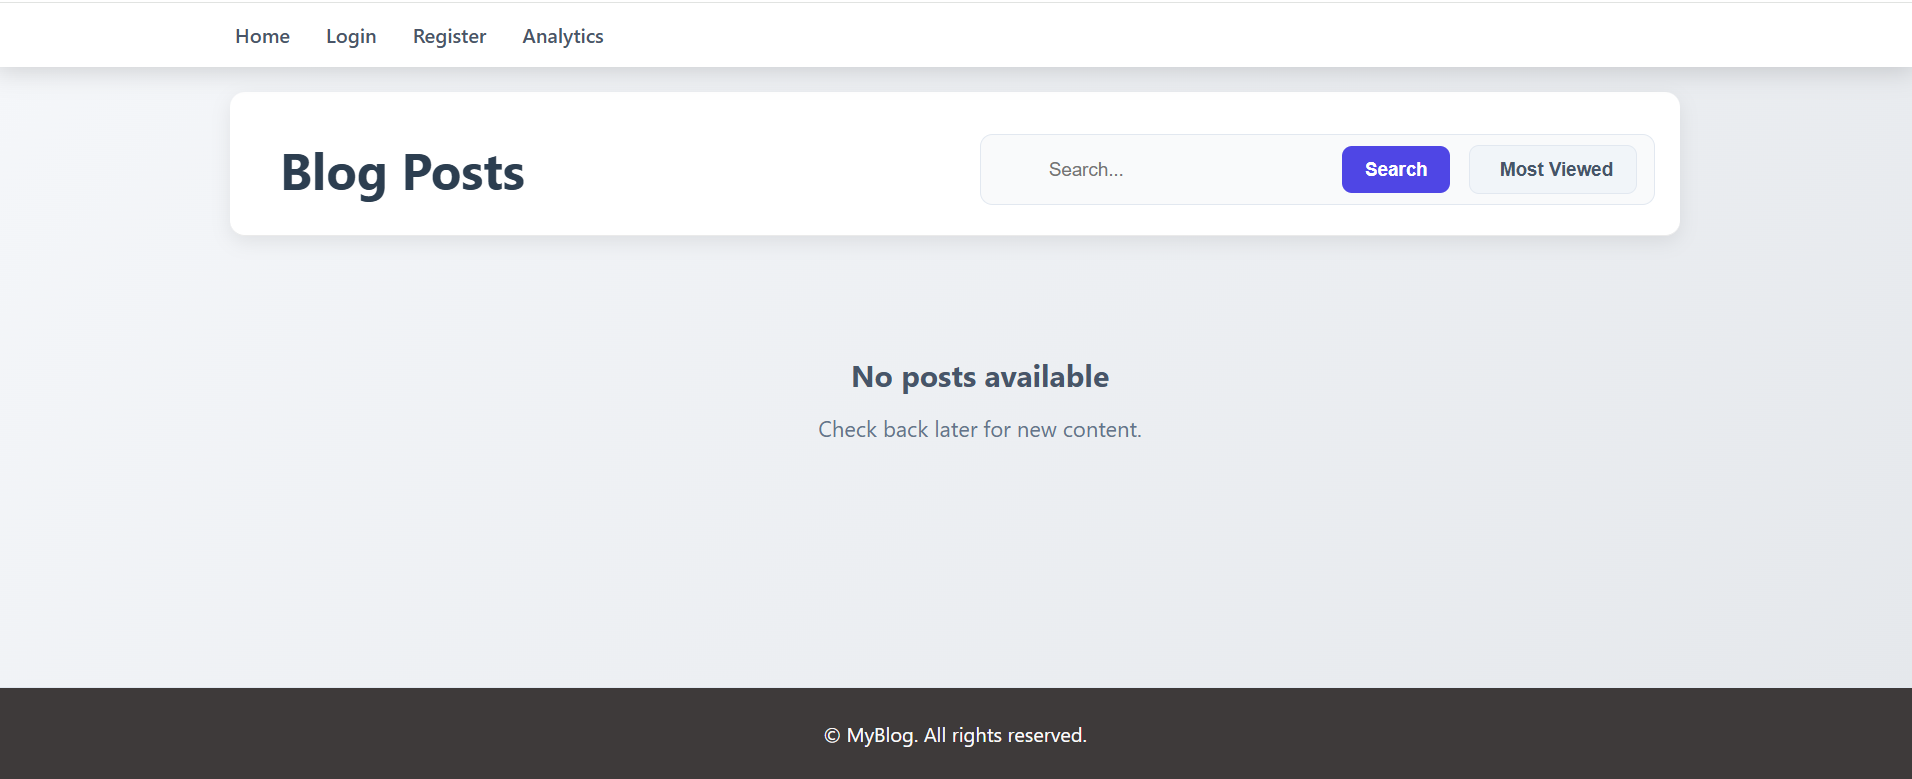 Home Login Register Analytics
Blog Posts
Search... Search Most Viewed
No posts available
Check back later for new content.
© MyBlog. All rights reserved.